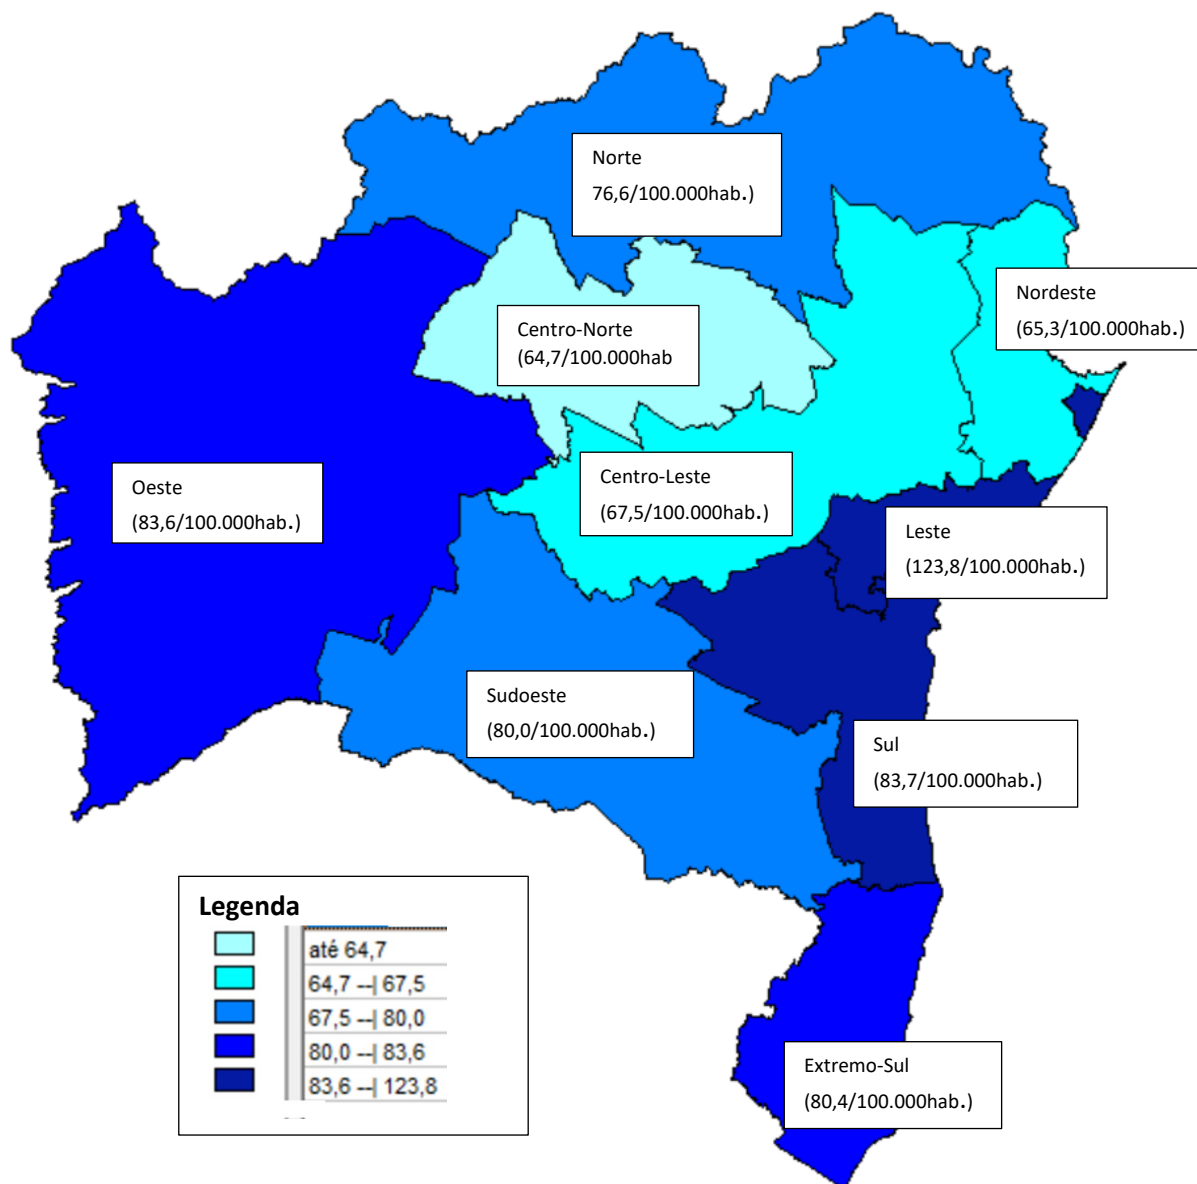 Norte
76,6/100.000hab.)
Nordeste
(65,3/100.000hab.)
Centro-Norte
(64,7/100.000hab
Centro-Leste
(67,5/100.000hab.)
Oeste
(83,6/100.000hab.)
Leste
(123,8/100.000hab.)
Sudoeste
(80,0/100.000hab.)
Sul
(83,7/100.000hab.)
Legenda
até 64,7
64,7 --| 67,5
67,5 --| 80,0
80,0 --| 83,6
83,6 --| 123,8
Extremo-Sul
(80,4/100.000hab.)